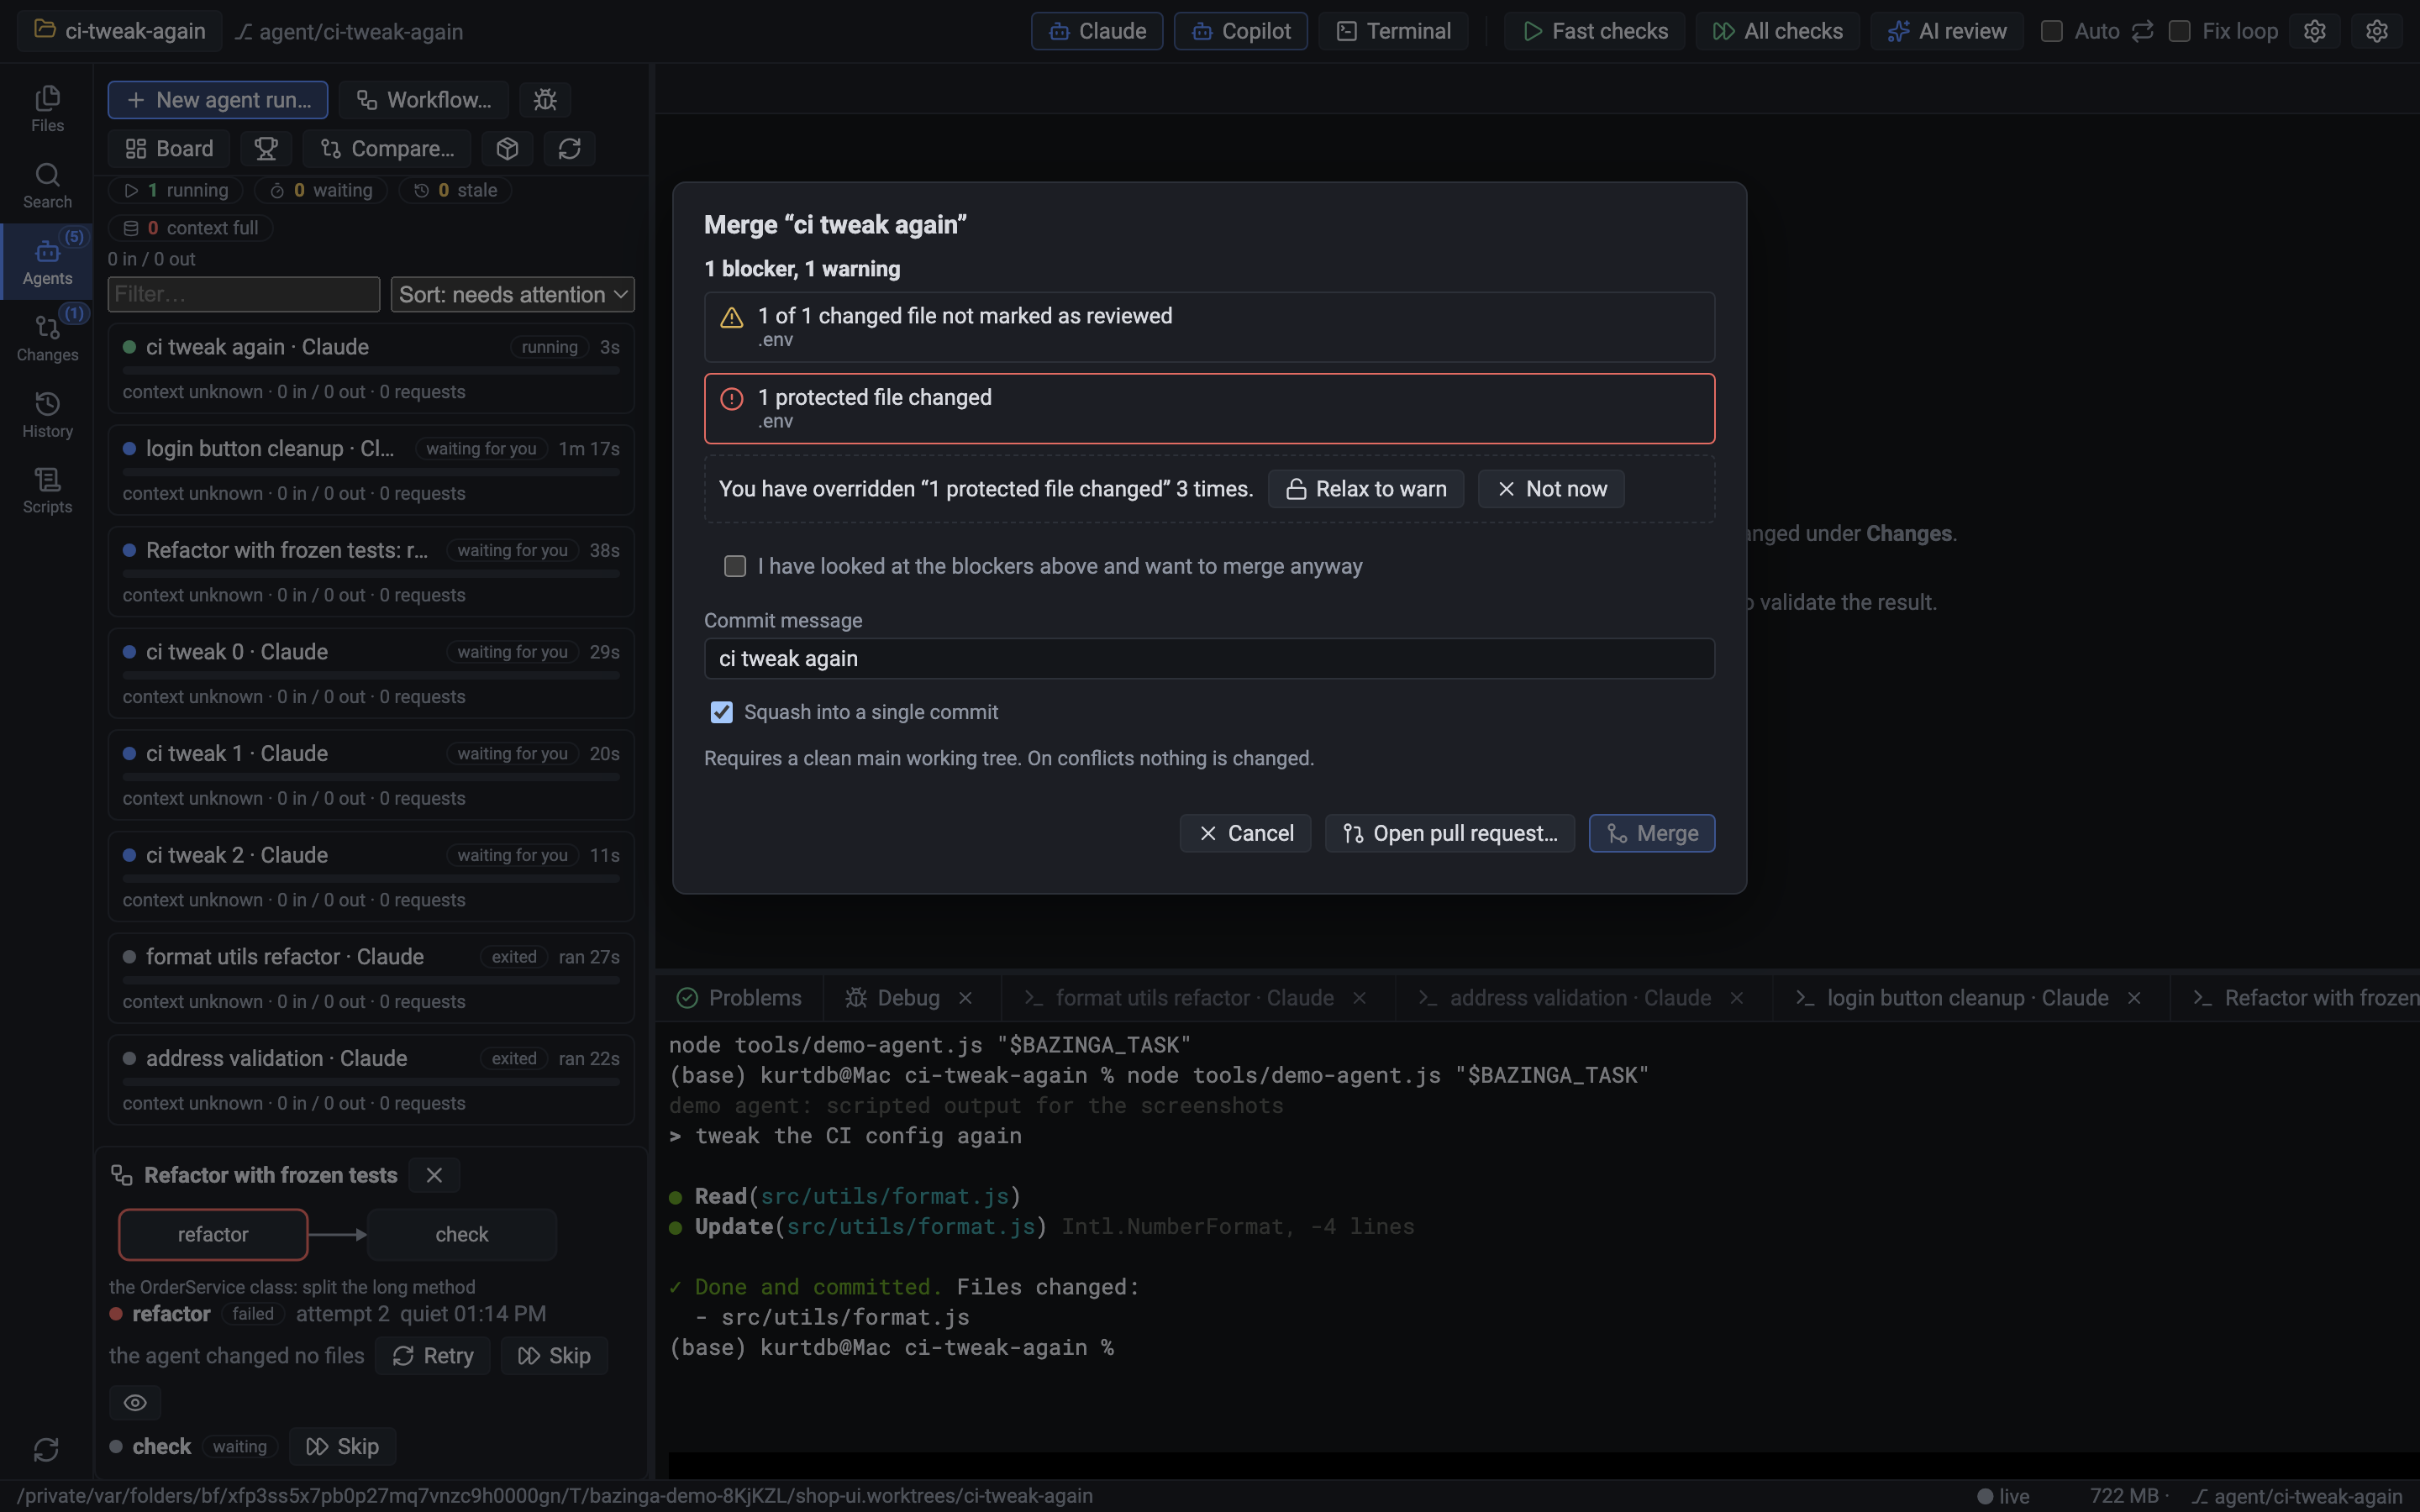 ci-tweak-again agent/ci-tweak-again Claude Copilot Terminal Fast checks All checks AI review Auto Fix loop
Files
Search
(5)
Agents
(1)
Changes
History
Scripts
New agent run... Workflow...
Board Compare...
1 running 0 waiting 0 stale
0 context full
0 in / 0 out
Filter... Sort: needs attention
ci tweak again · Claude running 3s
context unknown · 0 in / 0 out · 0 requests
login button cleanup · Cl... waiting for you 1m 17s
context unknown · 0 in / 0 out · 0 requests
Refactor with frozen tests: r... waiting for you 38s
context unknown · 0 in / 0 out · 0 requests
ci tweak 0 · Claude waiting for you 29s
context unknown · 0 in / 0 out · 0 requests
ci tweak 1 · Claude waiting for you 20s
context unknown · 0 in / 0 out · 0 requests
ci tweak 2 · Claude waiting for you 11s
context unknown · 0 in / 0 out · 0 requests
format utils refactor · Claude exited ran 27s
context unknown · 0 in / 0 out · 0 requests
address validation · Claude exited ran 22s
context unknown · 0 in / 0 out · 0 requests
Refactor with frozen tests
refactor check
the OrderService class: split the long method
refactor failed attempt 2 quiet 01:14 PM
the agent changed no files Retry Skip
check waiting Skip
Merge “ci tweak again”
1 blocker, 1 warning
1 of 1 changed file not marked as reviewed
.env
1 protected file changed
.env
You have overridden “1 protected file changed” 3 times. Relax to warn Not now
I have looked at the blockers above and want to merge anyway
Commit message
ci tweak again
Squash into a single commit
Requires a clean main working tree. On conflicts nothing is changed.
Cancel Open pull request... Merge
under Changes.
validate the result.
Problems Debug format utils refactor · Claude address validation · Claude login button cleanup · Claude Refactor with frozen
node tools/demo-agent.js "$BAZINGA_TASK"
(base) kurtdb@Mac ci-tweak-again % node tools/demo-agent.js "$BAZINGA_TASK"
demo agent: scripted output for the screenshots
> tweak the CI config again
Read(src/utils/format.js)
Update(src/utils/format.js) Intl.NumberFormat, -4 lines
✓ Done and committed. Files changed:
- src/utils/format.js
(base) kurtdb@Mac ci-tweak-again %
/private/var/folders/bf/xfp3ss5x7pb0p27mq7vnzc9h0000gn/T/bazinga-demo-8KjKZL/shop-ui.worktrees/ci-tweak-again live 722 MB · agent/ci-tweak-again